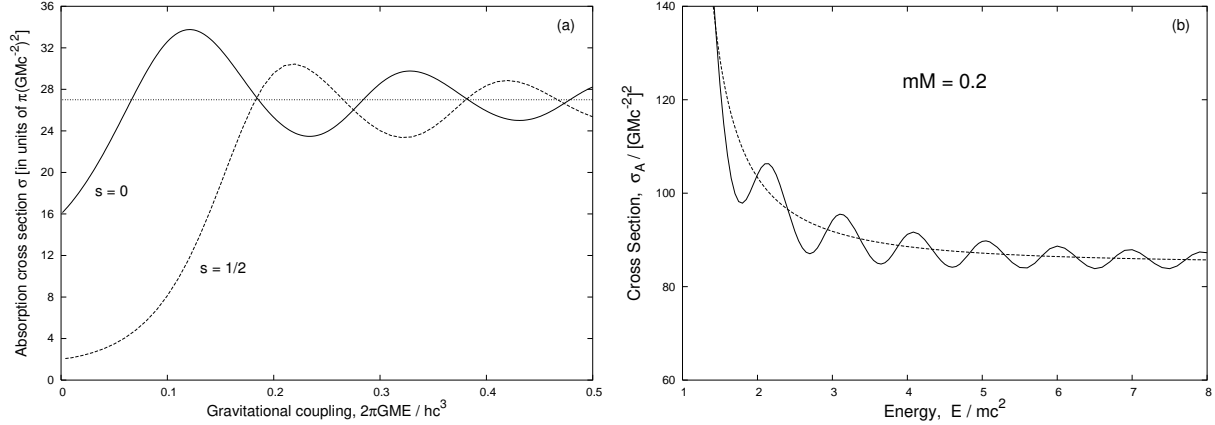 (a)
36
32
28
24
20
16
12
8
4
0
Absorption cross section σ [in units of π(GMc⁻²)²]
s = 0
s = 1/2
0 0.1 0.2 0.3 0.4 0.5
Gravitational coupling, 2πGME / hc³
(b)
mM = 0.2
140
120
100
80
60
Cross Section, σ_A / [GMc⁻²]²
1 2 3 4 5 6 7 8
Energy, E / mc²